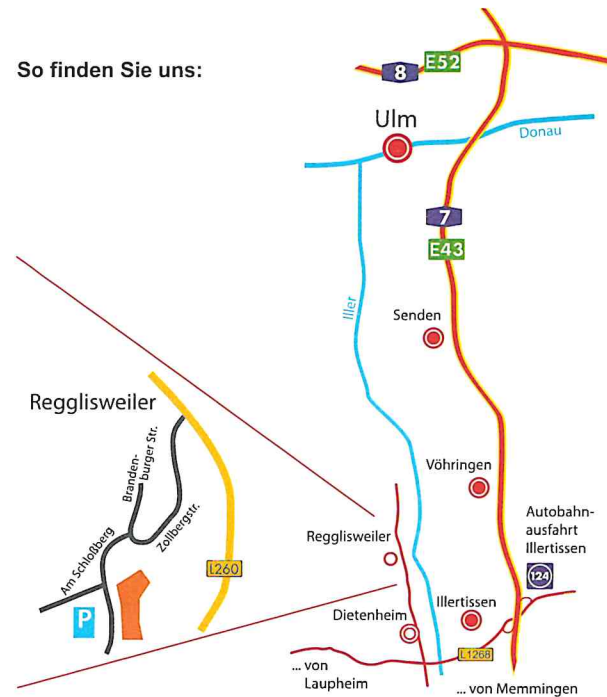 So finden Sie uns:
8
E52
Ulm
Donau
7
E43
Iller
Senden
Regglisweiler
Branden-
burger Str.
Zollbergstr.
Am Schloßberg
L260
P
Vöhringen
Autobahn-
ausfahrt
Illertissen
124
Regglisweiler
Dietenheim
Illertissen
L1268
... von
Laupheim
... von Memmingen